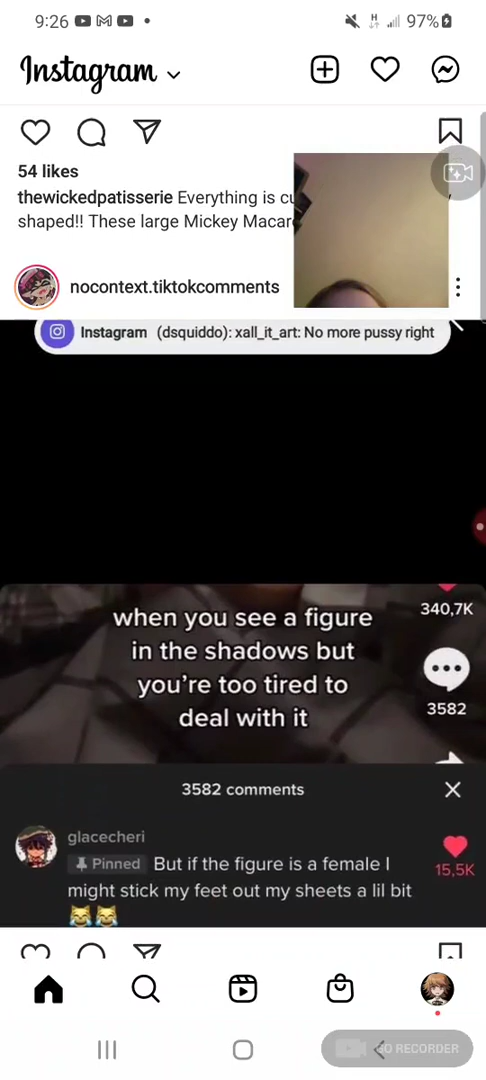 9:26
97%
Instagram
54 likes
thewickedpatisserie Everything is cu
shaped!! These large Mickey Macar
nocontext.tiktokcomments
Instagram (dsquiddo): xall_it_art: No more pussy right
when you see a figure
in the shadows but
you're too tired to
deal with it
340,7K
3582
3582 comments
glacecheri
Pinned But if the figure is a female I
might stick my feet out my sheets a lil bit
😹😹
15,5K
GO RECORDER